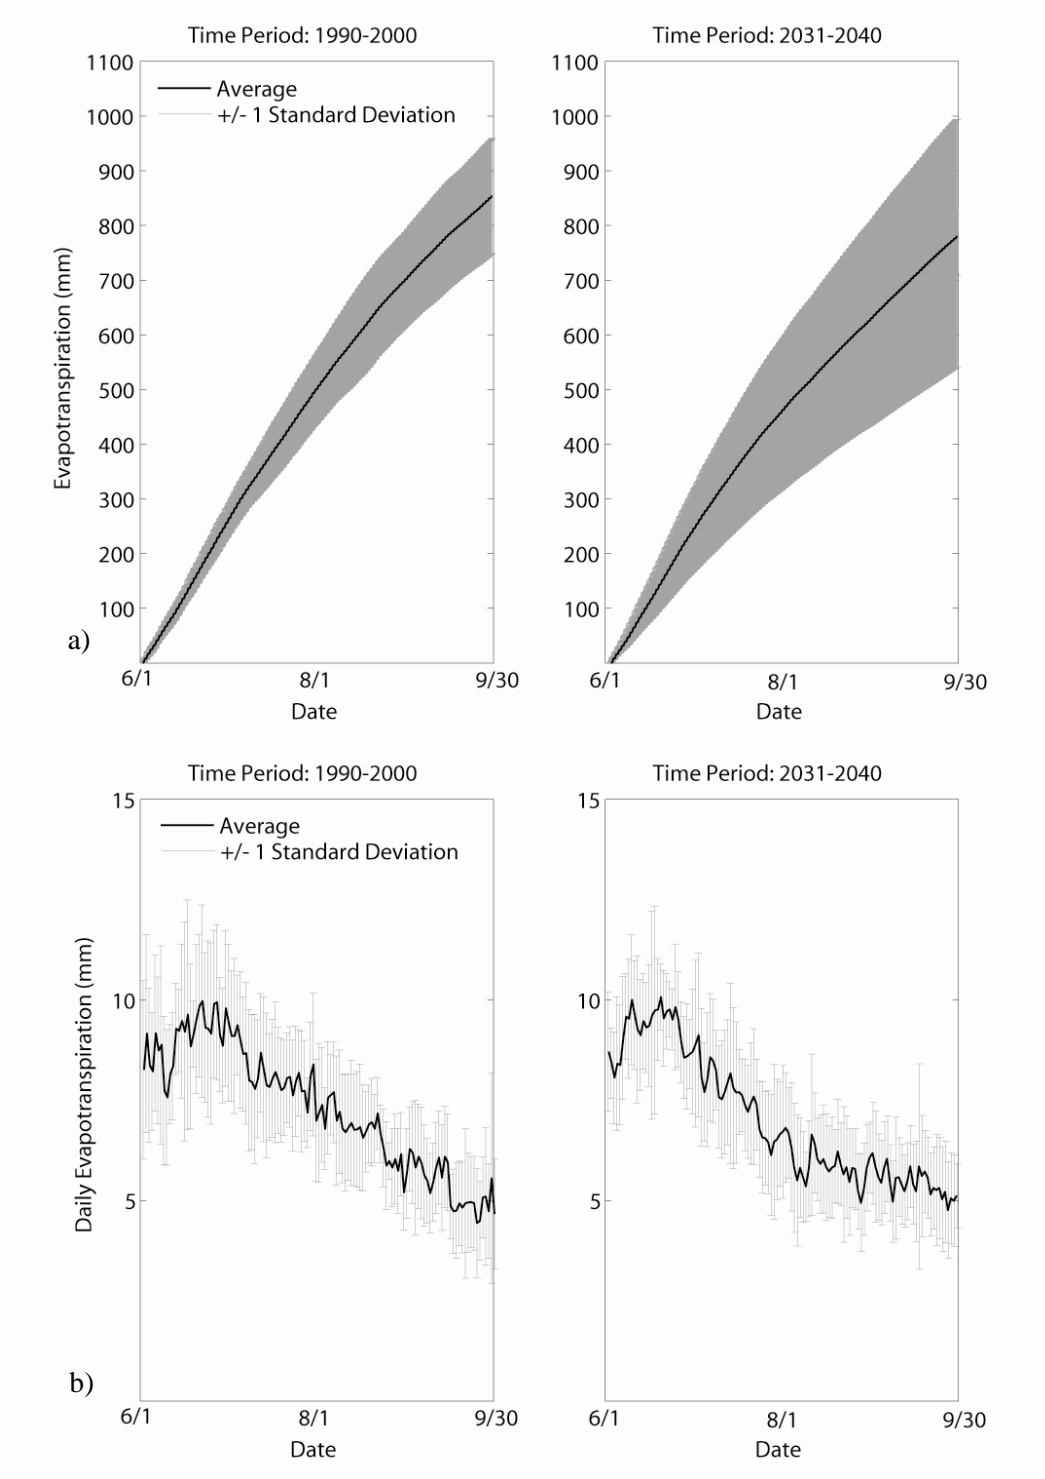 Time Period: 1990-2000
Time Period: 2031-2040
1100
1000
900
800
700
600
500
400
300
200
100
Average
+/- 1 Standard Deviation
Evapotranspiration (mm)
a)
6/1
8/1
9/30
Date
1100
1000
900
800
700
600
500
400
300
200
100
6/1
8/1
9/30
Date
Time Period: 1990-2000
Time Period: 2031-2040
15
10
5
Average
+/- 1 Standard Deviation
Daily Evapotranspiration (mm)
b)
6/1
8/1
9/30
Date
15
10
5
6/1
8/1
9/30
Date